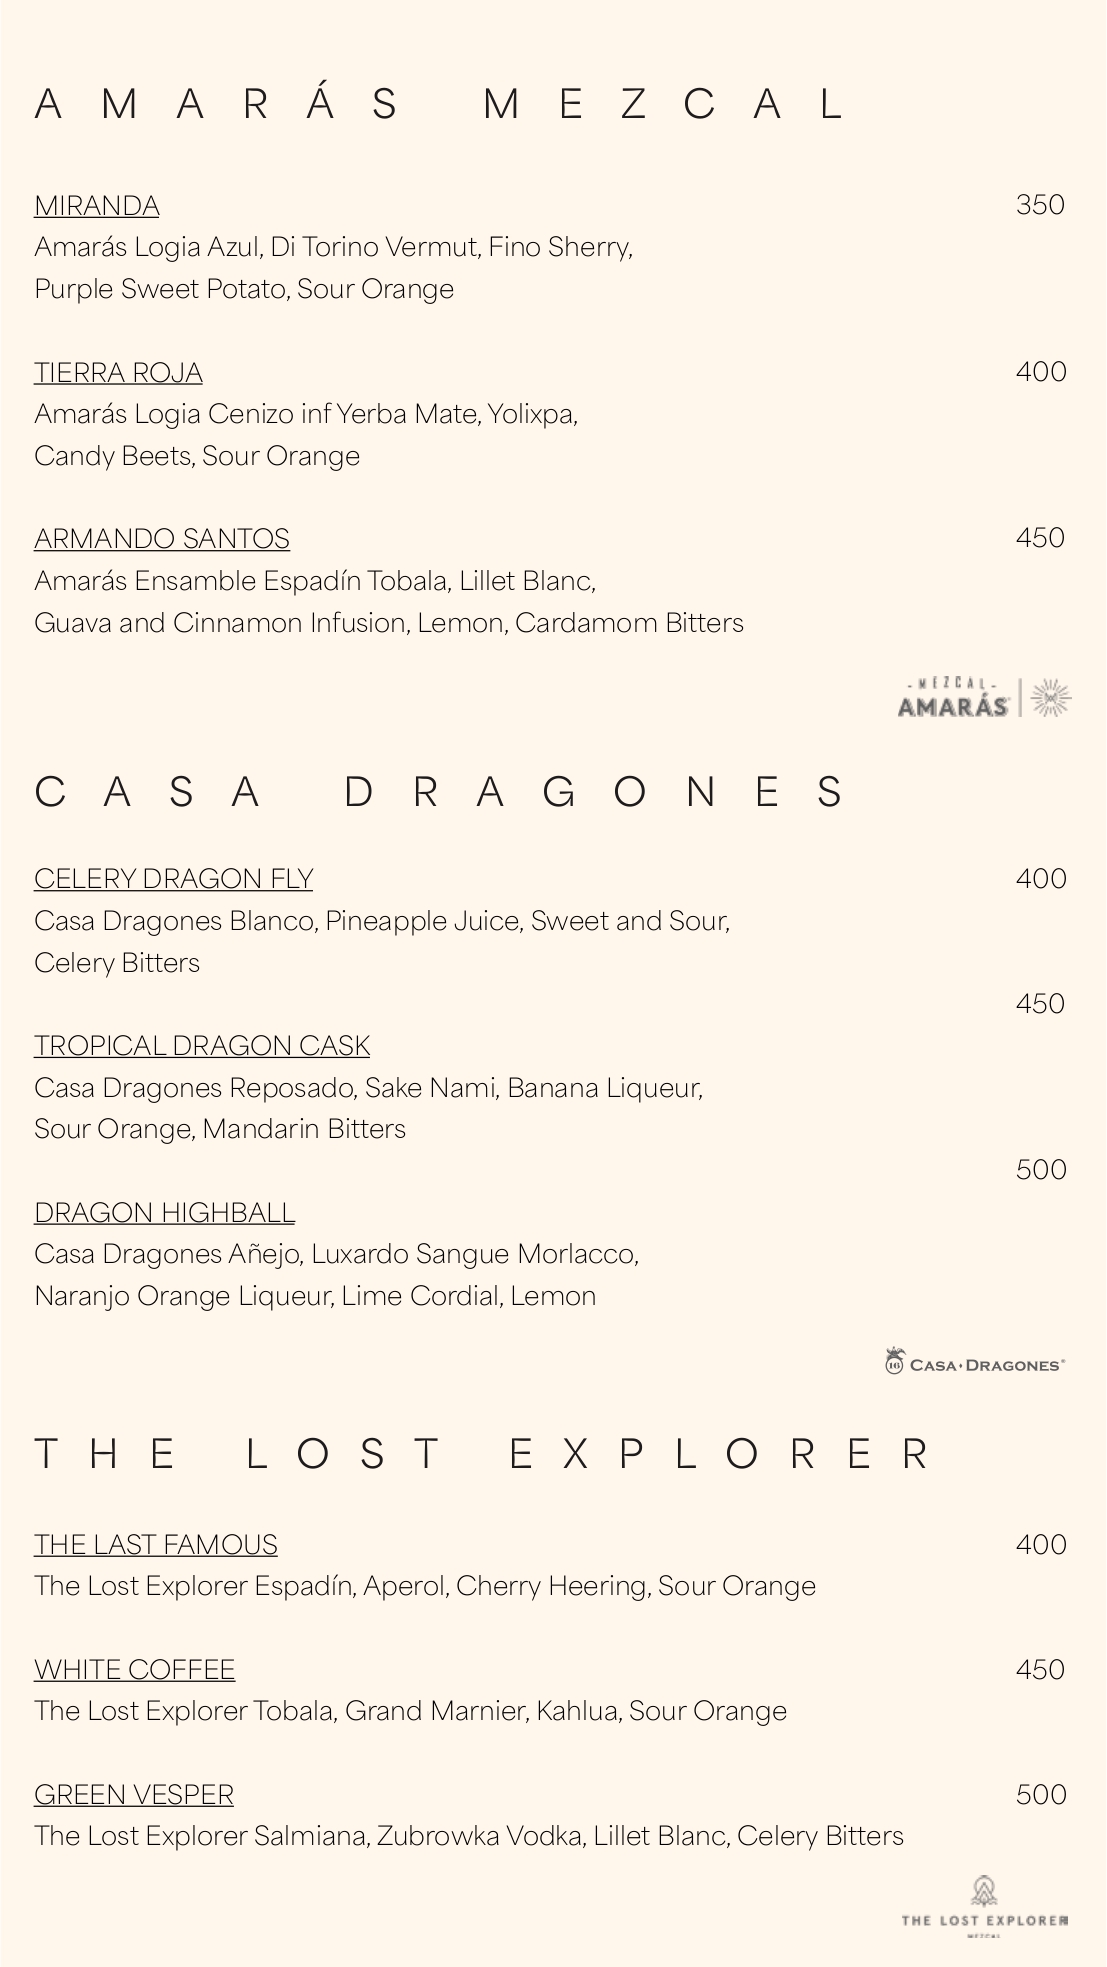 AMARÁS MEZCAL
MIRANDA 350
Amarás Logia Azul, Di Torino Vermut, Fino Sherry,
Purple Sweet Potato, Sour Orange
TIERRA ROJA 400
Amarás Logia Cenizo inf Yerba Mate, Yolixpa,
Candy Beets, Sour Orange
ARMANDO SANTOS 450
Amarás Ensamble Espadín Tobala, Lillet Blanc,
Guava and Cinnamon Infusion, Lemon, Cardamom Bitters
-MEZCAL-
AMARÁS
CASA DRAGONES
CELERY DRAGON FLY 400
Casa Dragones Blanco, Pineapple Juice, Sweet and Sour,
Celery Bitters
450
TROPICAL DRAGON CASK
Casa Dragones Reposado, Sake Nami, Banana Liqueur,
Sour Orange, Mandarin Bitters
500
DRAGON HIGHBALL
Casa Dragones Añejo, Luxardo Sangue Morlacco,
Naranjo Orange Liqueur, Lime Cordial, Lemon
16 CASA·DRAGONES®
THE LOST EXPLORER
THE LAST FAMOUS 400
The Lost Explorer Espadín, Aperol, Cherry Heering, Sour Orange
WHITE COFFEE 450
The Lost Explorer Tobala, Grand Marnier, Kahlua, Sour Orange
GREEN VESPER 500
The Lost Explorer Salmiana, Zubrowka Vodka, Lillet Blanc, Celery Bitters
THE LOST EXPLORER
MEZCAL